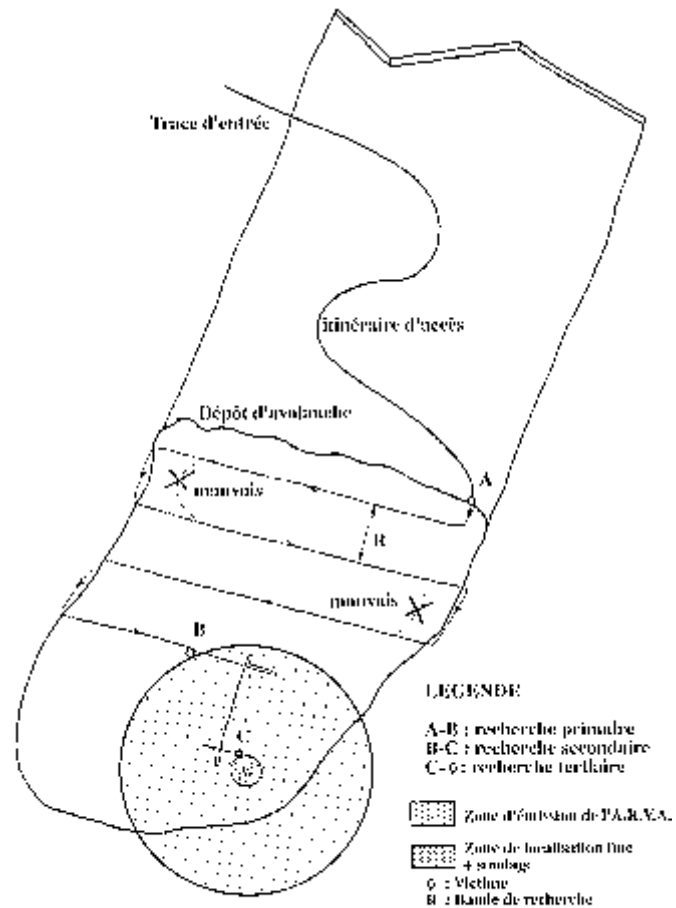 Trace d'entrée
itinéraire d'accès
Dépôt d'avalanche
A
mauvais
R
mauvais
B
C
LEGENDE
A-B : recherche primaire
B-C : recherche secondaire
C-o : recherche tertiaire
Zone d'émission de l'A.R.V.A.
Zone de localisation fine
+ sondage
o : Victime
R : Bande de recherche